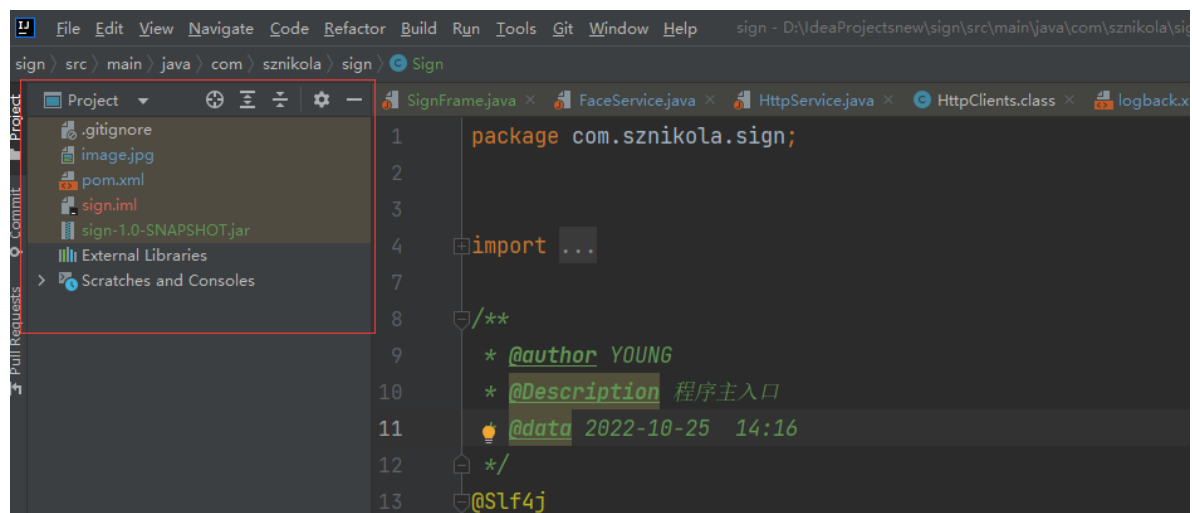 File Edit View Navigate Code Refactor Build Run Tools Git Window Help sign - D:\IdeaProjectsnew\sign\src\main\java\com\sznikola\sig
sign 〉 src 〉 main 〉 java 〉 com 〉 sznikola 〉 sign 〉 Sign
Project
SignFrame.java FaceService.java HttpService.java HttpClients.class logback.x
Project
Commit
Pull Requests
.gitignore
image.jpg
pom.xml
sign.iml
sign-1.0-SNAPSHOT.jar
External Libraries
Scratches and Consoles
1 package com.sznikola.sign;
2
3
4 import ...
7
8 /**
9 * @author YOUNG
10 * @Description 程序主入口
11 * @data 2022-10-25 14:16
12 */
13 @Slf4j